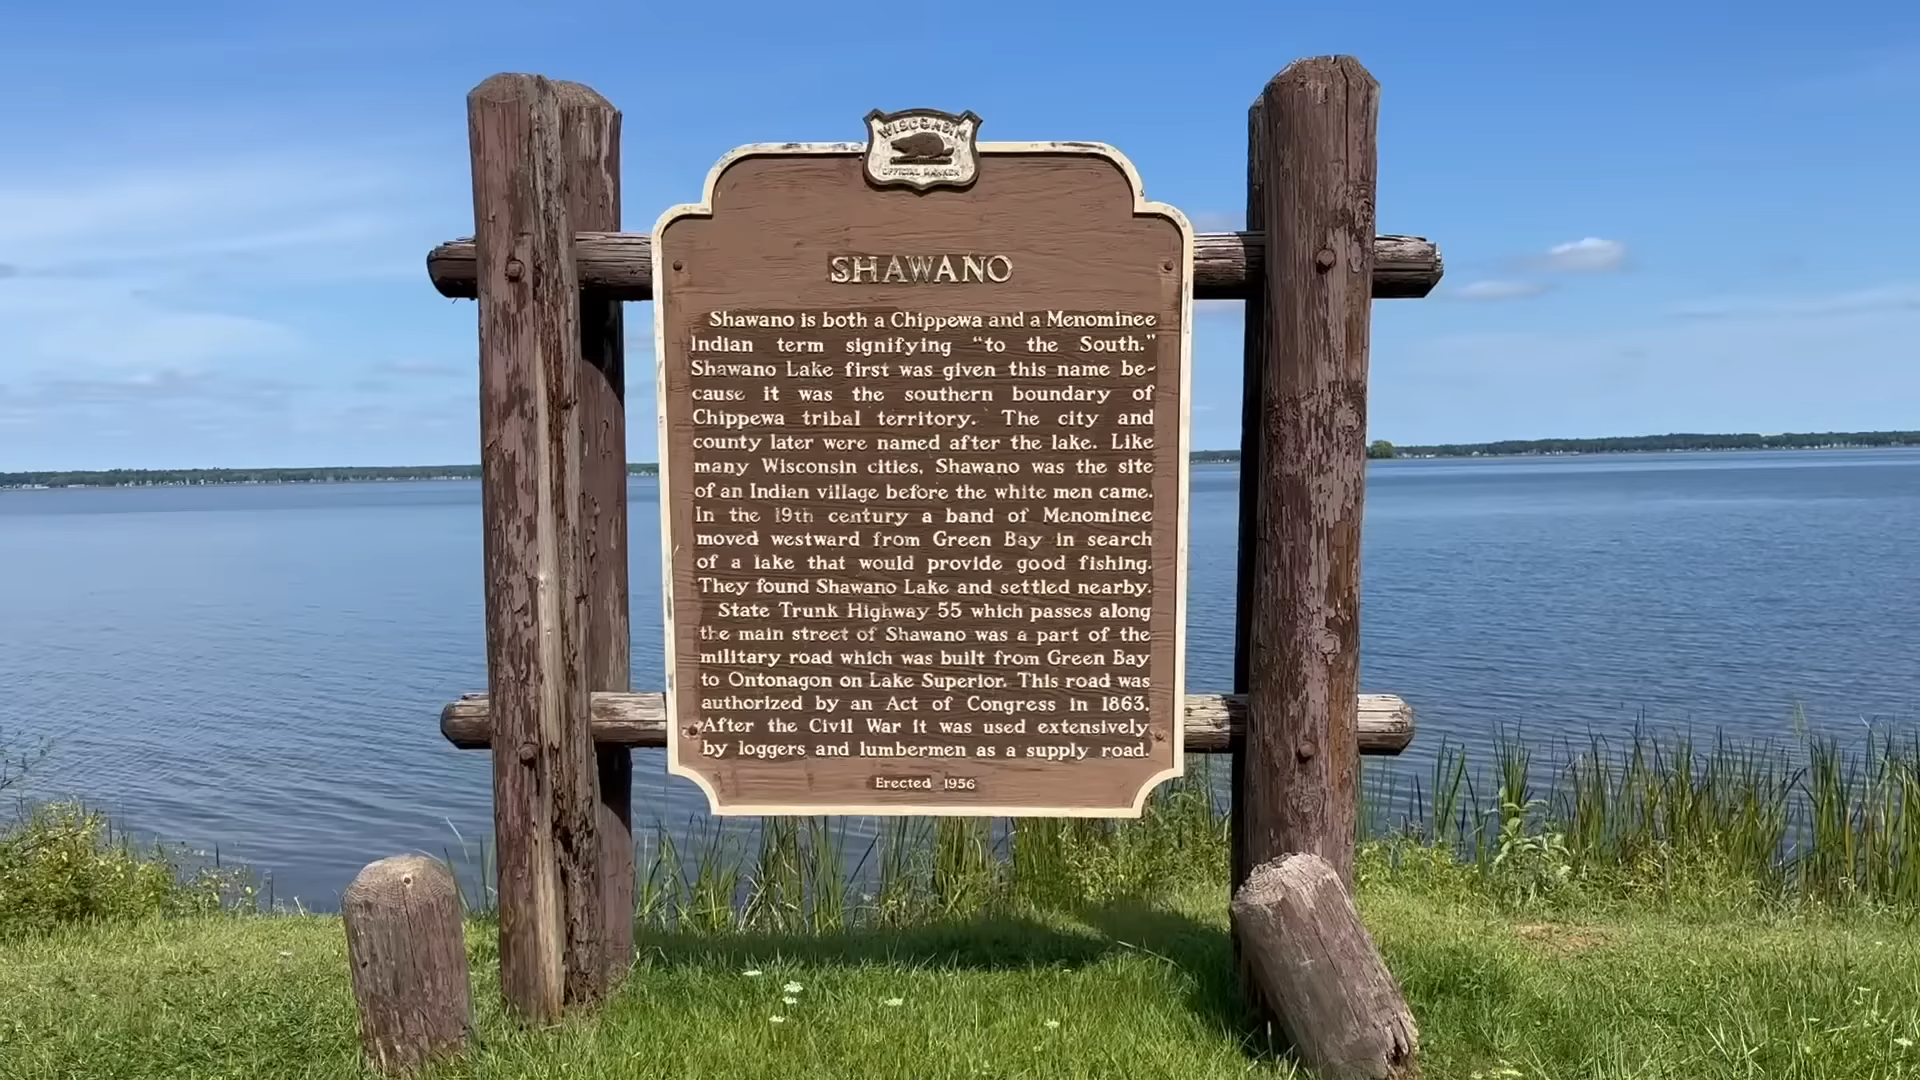 WISCONSIN
OFFICIAL MARKER
SHAWANO
Shawano is both a Chippewa and a Menominee
Indian term signifying “to the South.”
Shawano Lake first was given this name be-
cause it was the southern boundary of
Chippewa tribal territory. The city and
county later were named after the lake. Like
many Wisconsin cities, Shawano was the site
of an Indian village before the white men came.
In the 19th century a band of Menominee
moved westward from Green Bay in search
of a lake that would provide good fishing.
They found Shawano Lake and settled nearby.
State Trunk Highway 55 which passes along
the main street of Shawano was a part of the
military road which was built from Green Bay
to Ontonagon on Lake Superior. This road was
authorized by an Act of Congress in 1863.
After the Civil War it was used extensively
by loggers and lumbermen as a supply road.
Erected 1956